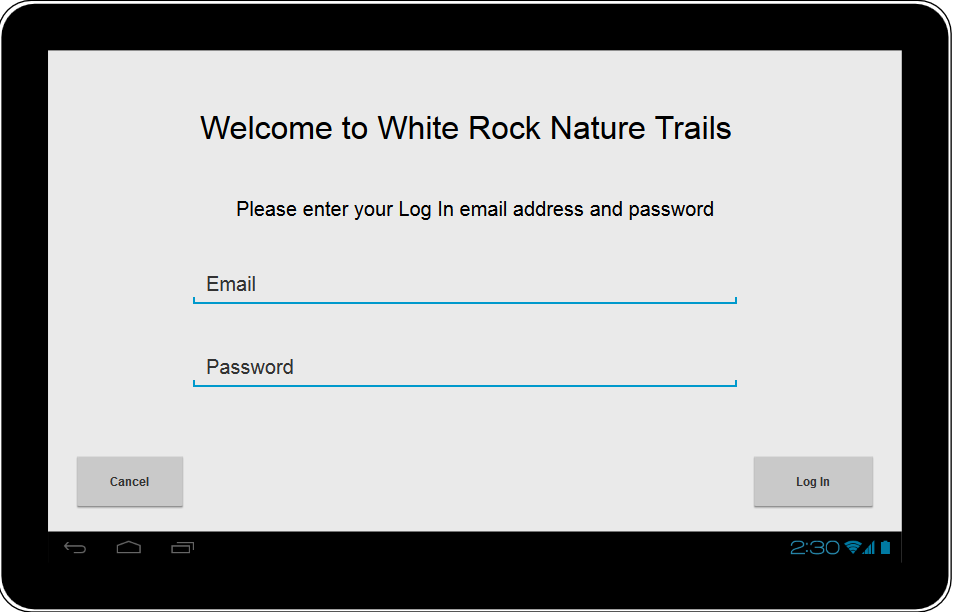 Welcome to White Rock Nature Trails
Please enter your Log In email address and password
Email
Password
Cancel
Log In
2:30